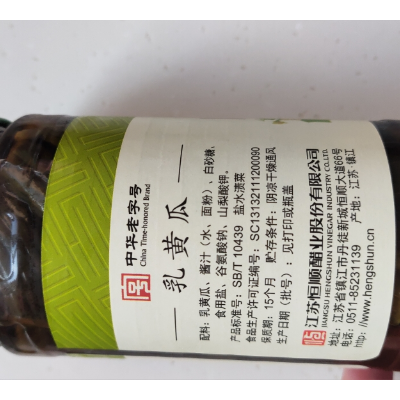 中华老字号
China Time-honored Brand
乳黄瓜
配料：乳黄瓜、酱汁（水、面粉）、白砂糖、
食用盐、谷氨酸钠、山梨酸钾。
产品标准号：SB/T 10439 盐水渍菜
食品生产许可证编号：SC13132111200090
保质期：15个月 贮存条件：阴凉干燥通风
生产日期（批号）：见打印或瓶盖
江苏恒顺醋业股份有限公司
JIANGSU HENGSHUN VINEGAR INDUSTRY CO.,LTD.
江苏省镇江市丹徒新城恒顺大道66号
电话：0511-85231139 产地：江苏·镇江
http://www.hengshun.cn